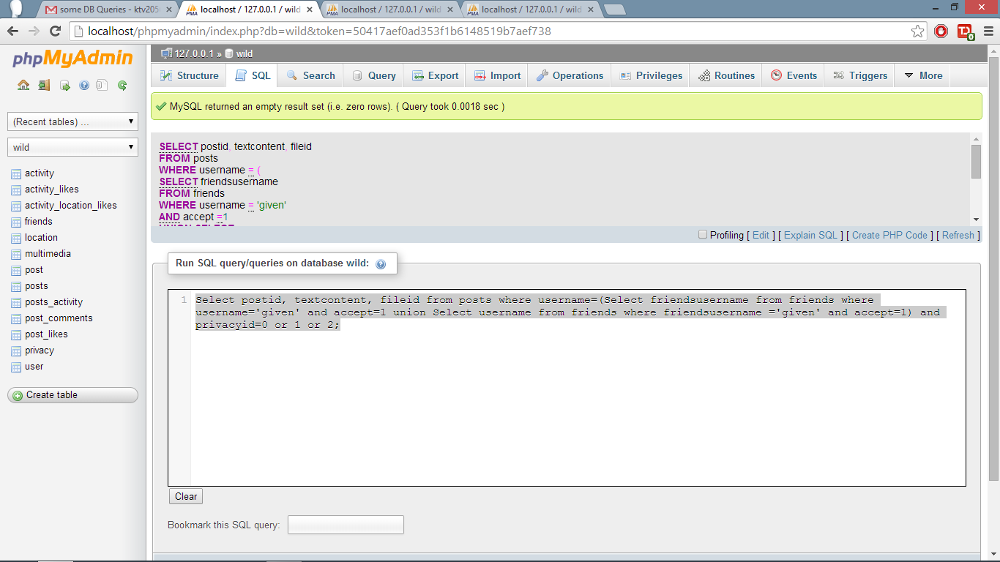 some DB Queries - ktv205
localhost / 127.0.0.1 / wild
localhost / 127.0.0.1 / wild
localhost / 127.0.0.1 / wild
localhost/phpmyadmin/index.php?db=wild&token=50417aef0ad353f1b6148519b7aef738
phpMyAdmin
(Recent tables) ...
wild
activity
activity_likes
activity_location_likes
friends
location
multimedia
post
posts
posts_activity
post_comments
post_likes
privacy
user
Create table
127.0.0.1 » wild
Structure SQL Search Query Export Import Operations Privileges Routines Events Triggers More
MySQL returned an empty result set (i.e. zero rows). ( Query took 0.0018 sec )
SELECT postid, textcontent, fileid
FROM posts
WHERE username = (
SELECT friendsusername
FROM friends
WHERE username = 'given'
AND accept =1
UNION SELECT
Profiling [ Edit ] [ Explain SQL ] [ Create PHP Code ] [ Refresh ]
Run SQL query/queries on database wild:
1 Select postid, textcontent, fileid from posts where username=(Select friendsusername from friends where
username='given' and accept=1 union Select username from friends where friendsusername ='given' and accept=1) and
privacyid=0 or 1 or 2;
Clear
Bookmark this SQL query: